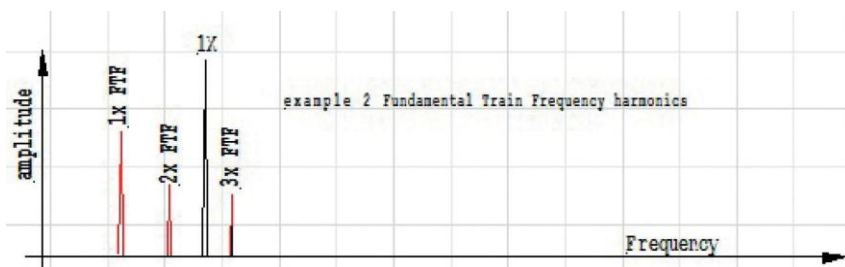 1X
1X FTF
2X FTF
3X FTF
example 2 Fundamental Train Frequency harmonics
amplitude
Frequency